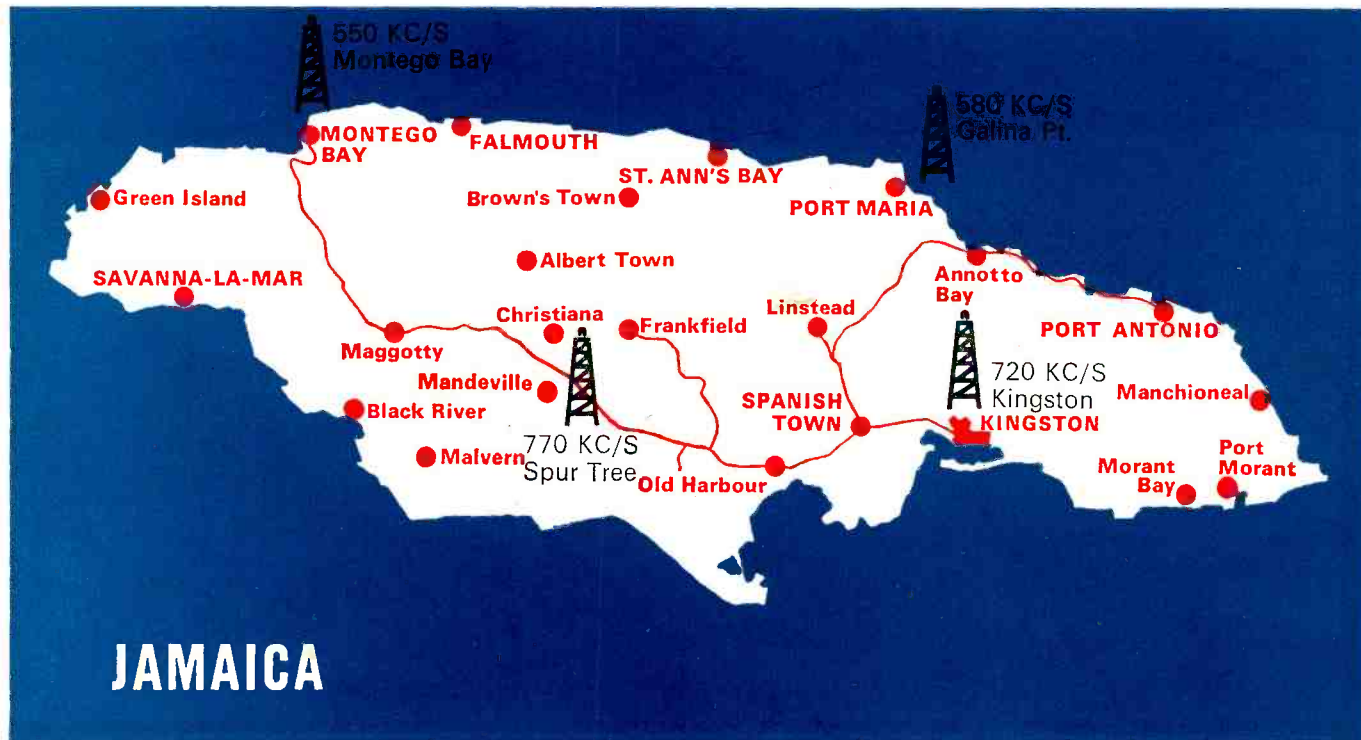 550 KC/S
Montego Bay
580 KC/S
Galina Pt.
MONTEGO
BAY
FALMOUTH
ST. ANN'S BAY
Green Island
Brown's Town
PORT MARIA
Albert Town
SAVANNA-LA-MAR
Annotto
Bay
Christiana
Frankfield
Linstead
PORT ANTONIO
Maggotty
720 KC/S
Kingston
Mandeville
Manchioneal
Black River
SPANISH
TOWN
KINGSTON
770 KC/S
Spur Tree
Malvern
Old Harbour
Morant
Bay
Port
Morant
JAMAICA